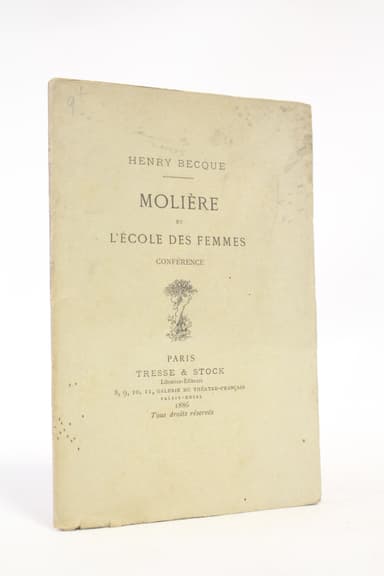 HENRY BECQUE
MOLIÈRE
ET
L'ÉCOLE DES FEMMES
CONFÉRENCE
PARIS
TRESSE & STOCK
Libraires-Éditeurs
8, 9, 10, 11, GALERIE DU THÉATRE-FRANÇAIS
PALAIS-ROYAL
1886
Tous droits réservés